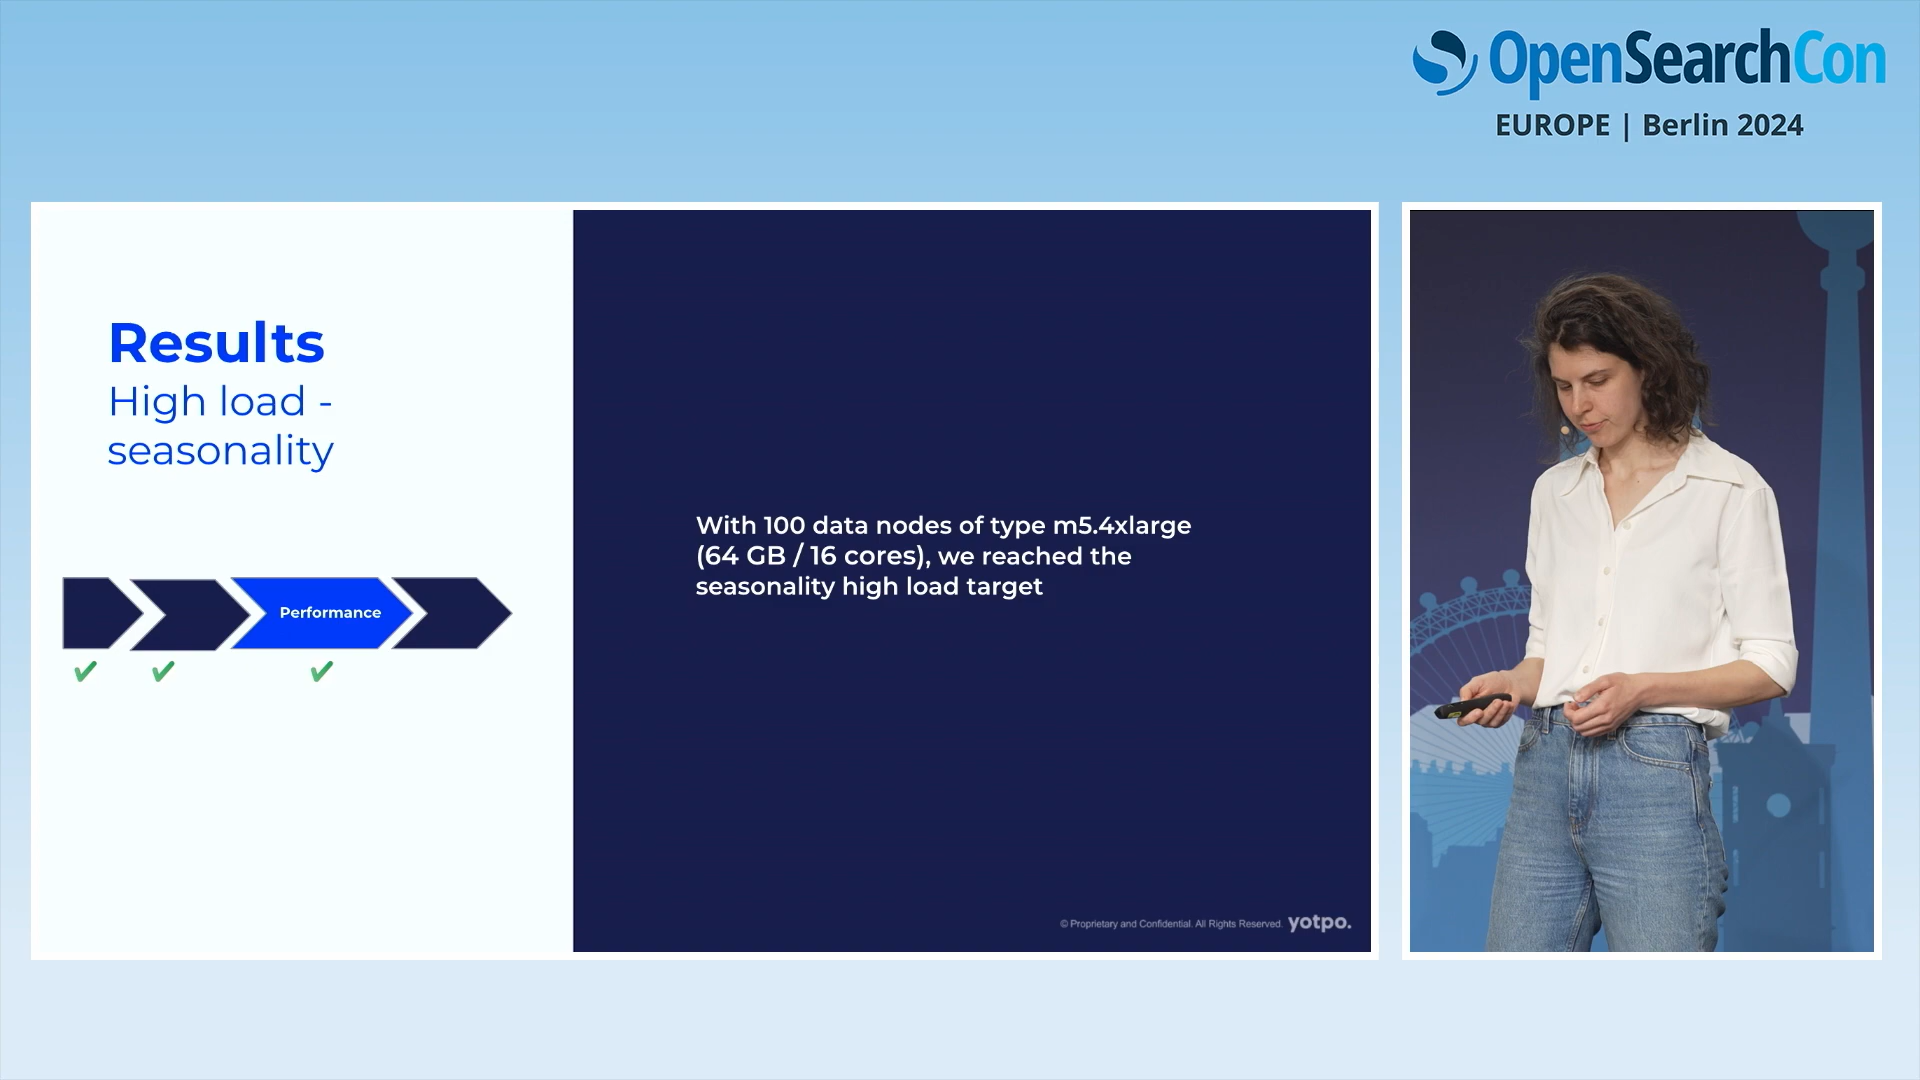 OpenSearchCon
EUROPE | Berlin 2024
Results
High load -
seasonality
Performance
With 100 data nodes of type m5.4xlarge
(64 GB / 16 cores), we reached the
seasonality high load target
© Proprietary and Confidential. All Rights Reserved. yotpo.